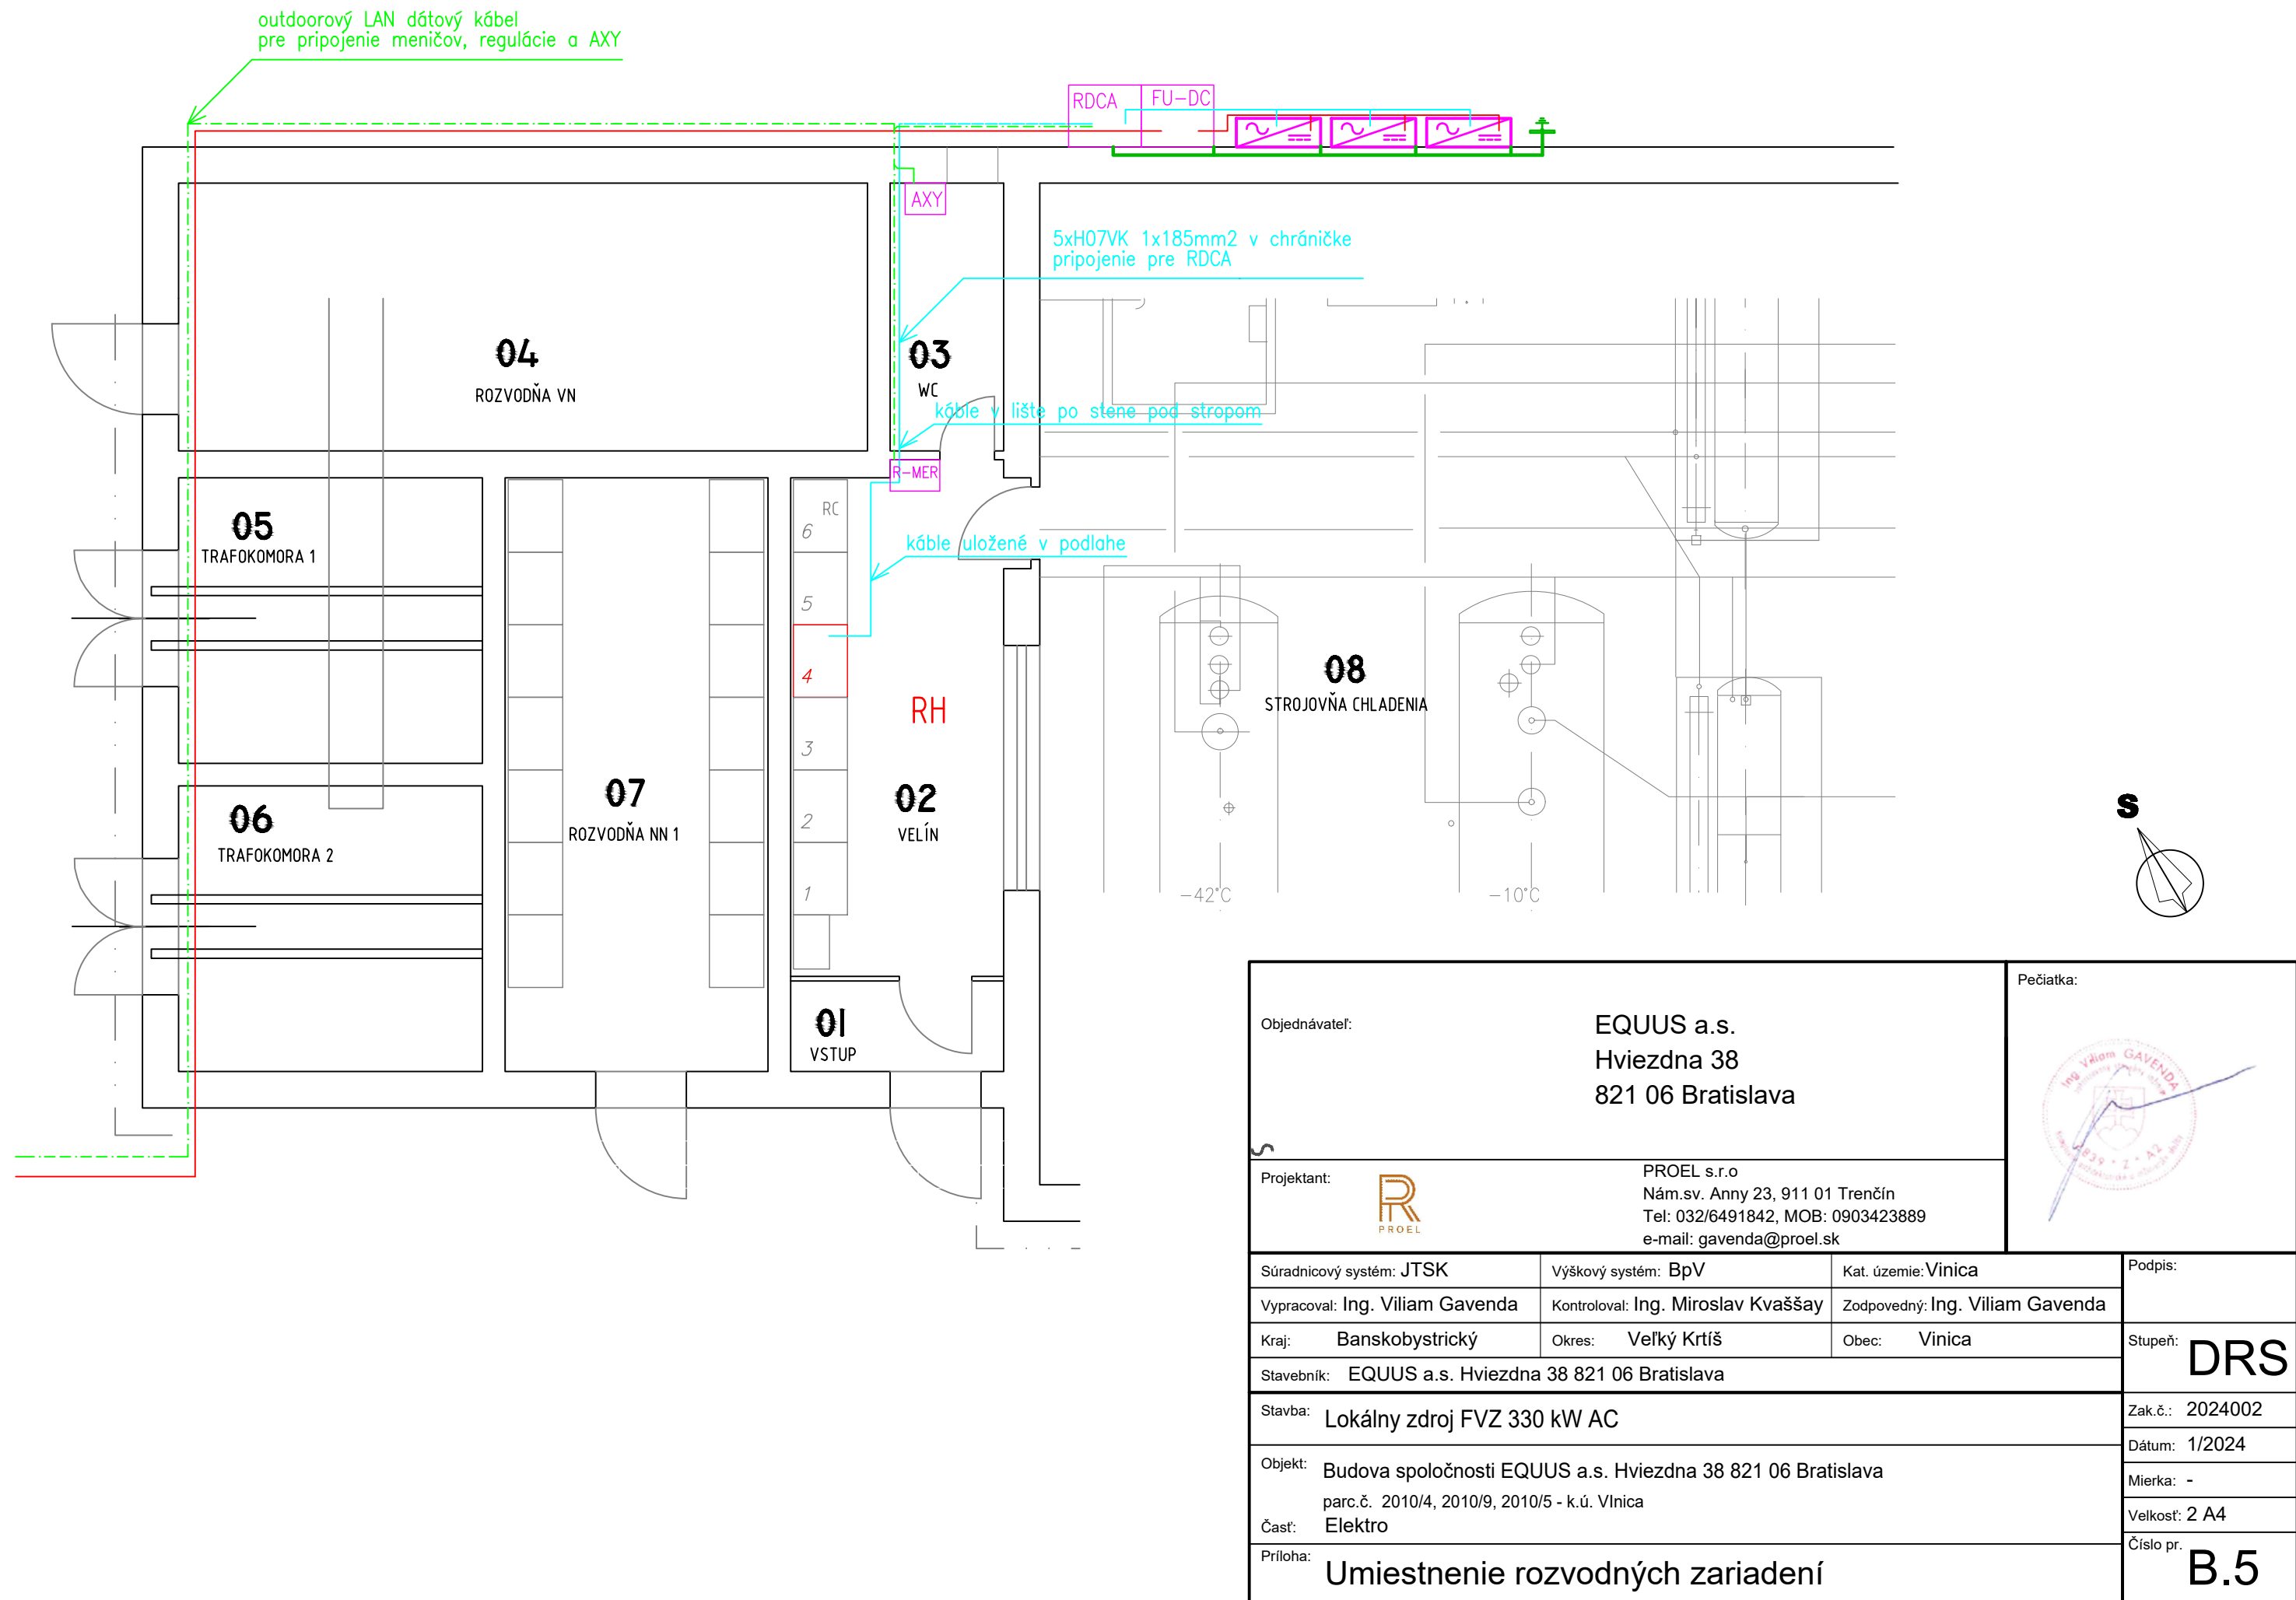 outdoorový LAN dátový kábel
pre pripojenie meničov, regulácie a AXY
RDCA
FU-DC
AXY
5xH07VK 1x185mm2 v chráničke
pripojenie pre RDCA
04
ROZVODŇA VN
03
WC
káble v lište po stene pod stropom
R-MER
RC
6
05
TRAFOKOMORA 1
káble uložené v podlahe
5
4
RH
08
STROJOVŇA CHLADENIA
3
07
ROZVODŇA NN 1
02
VELÍN
06
TRAFOKOMORA 2
2
1
-42°C
-10°C
S
01
VSTUP
Objednávateľ:
EQUUS a.s.
Hviezdna 38
821 06 Bratislava
Pečiatka:
Ing Viliam GAVENDA
Projektant:
PROEL
PROEL s.r.o
Nám.sv. Anny 23, 911 01 Trenčín
Tel: 032/6491842, MOB: 0903423889
e-mail: gavenda@proel.sk
Súradnicový systém: JTSK
Výškový systém: BpV
Kat. územie: Vinica
Podpis:
Vypracoval: Ing. Viliam Gavenda
Kontroloval: Ing. Miroslav Kvaššay
Zodpovedný: Ing. Viliam Gavenda
Kraj: Banskobystrický
Okres: Veľký Krtíš
Obec: Vinica
Stupeň: DRS
Stavebník: EQUUS a.s. Hviezdna 38 821 06 Bratislava
Stavba: Lokálny zdroj FVZ 330 kW AC
Zak.č.: 2024002
Dátum: 1/2024
Objekt: Budova spoločnosti EQUUS a.s. Hviezdna 38 821 06 Bratislava
parc.č. 2010/4, 2010/9, 2010/5 - k.ú. VInica
Mierka: -
Časť: Elektro
Velkosť: 2 A4
Príloha: Umiestnenie rozvodných zariadení
Číslo pr. B.5